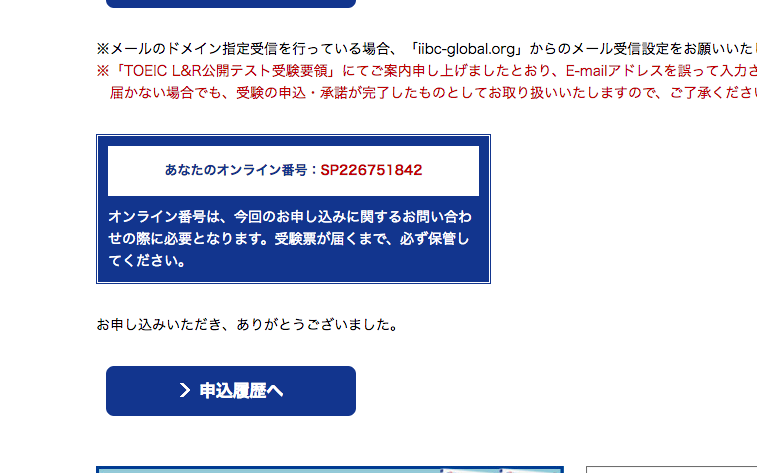 ※メールのドメイン指定受信を行っている場合、「iibc-global.org」からのメール受信設定をお願いいた
※「TOEIC L&R公開テスト受験要領」にてご案内申し上げましたとおり、E-mailアドレスを誤って入力さ
届かない場合でも、受験の申込・承諾が完了したものとしてお取り扱いいたしますので、ご了承くださ
あなたのオンライン番号：SP226751842
オンライン番号は、今回のお申し込みに関するお問い合わ
せの際に必要となります。受験票が届くまで、必ず保管し
てください。
お申し込みいただき、ありがとうございました。
申込履歴へ